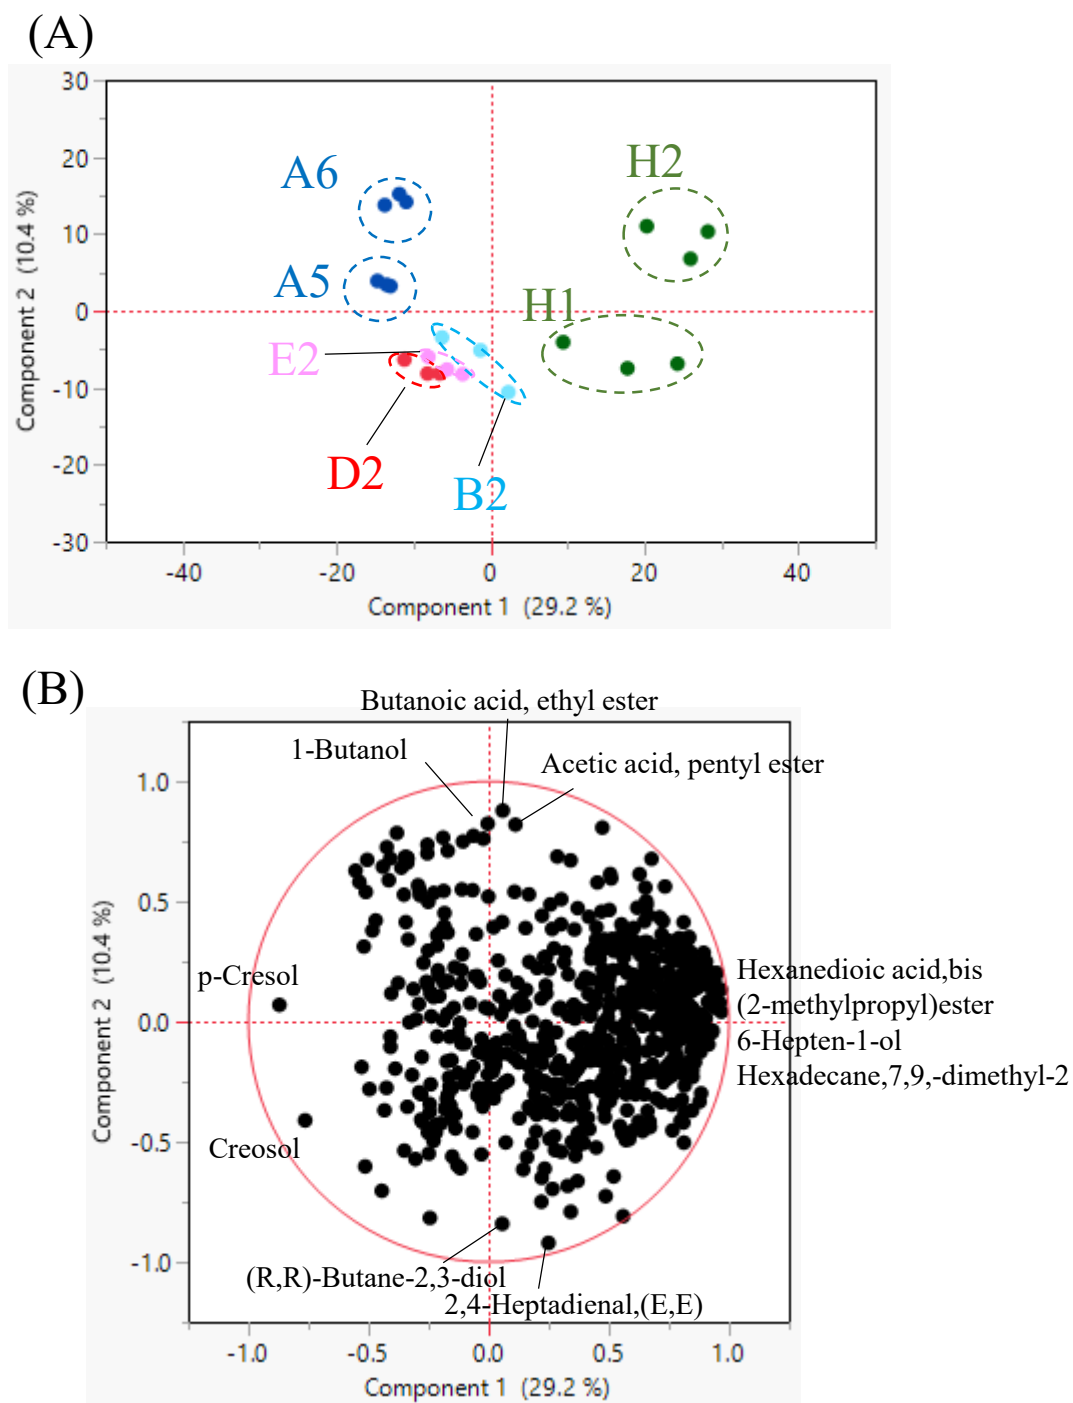 (A)
30
20
10
0
-10
-20
-30
Component 2 (10.4 %)
A6
H2
A5
H1
E2
D2
B2
-40
-20
0
20
40
Component 1 (29.2 %)
(B)
Butanoic acid, ethyl ester
1-Butanol
Acetic acid, pentyl ester
1.0
0.5
0.0
-0.5
-1.0
Component 2 (10.4 %)
p-Cresol
Hexanedioic acid,bis
(2-methylpropyl)ester
6-Hepten-1-ol
Hexadecane,7,9,-dimethyl-2
Creosol
(R,R)-Butane-2,3-diol
2,4-Heptadienal,(E,E)
-1.0
-0.5
0.0
0.5
1.0
Component 1 (29.2 %)